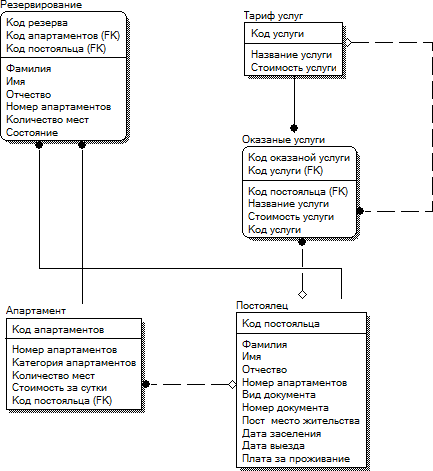 Резервирование
Код резерва
Код апартаментов (FK)
Код постояльца (FK)
Фамилия
Имя
Отчество
Номер апартаментов
Количество мест
Состояние
Тариф услуг
Код услуги
Название услуги
Стоимость услуги
Оказаные услуги
Код оказаной услуги
Код услуги (FK)
Код постояльца (FK)
Название услуги
Стоимость услуги
Код услуги
Апартамент
Код апартаментов
Номер апартаментов
Категория апартаментов
Количество мест
Стоимость за сутки
Код постояльца (FK)
Постоялец
Код постояльца
Фамилия
Имя
Отчество
Номер апартаментов
Вид документа
Номер документа
Пост место жительства
Дата заселения
Дата выезда
Плата за проживание